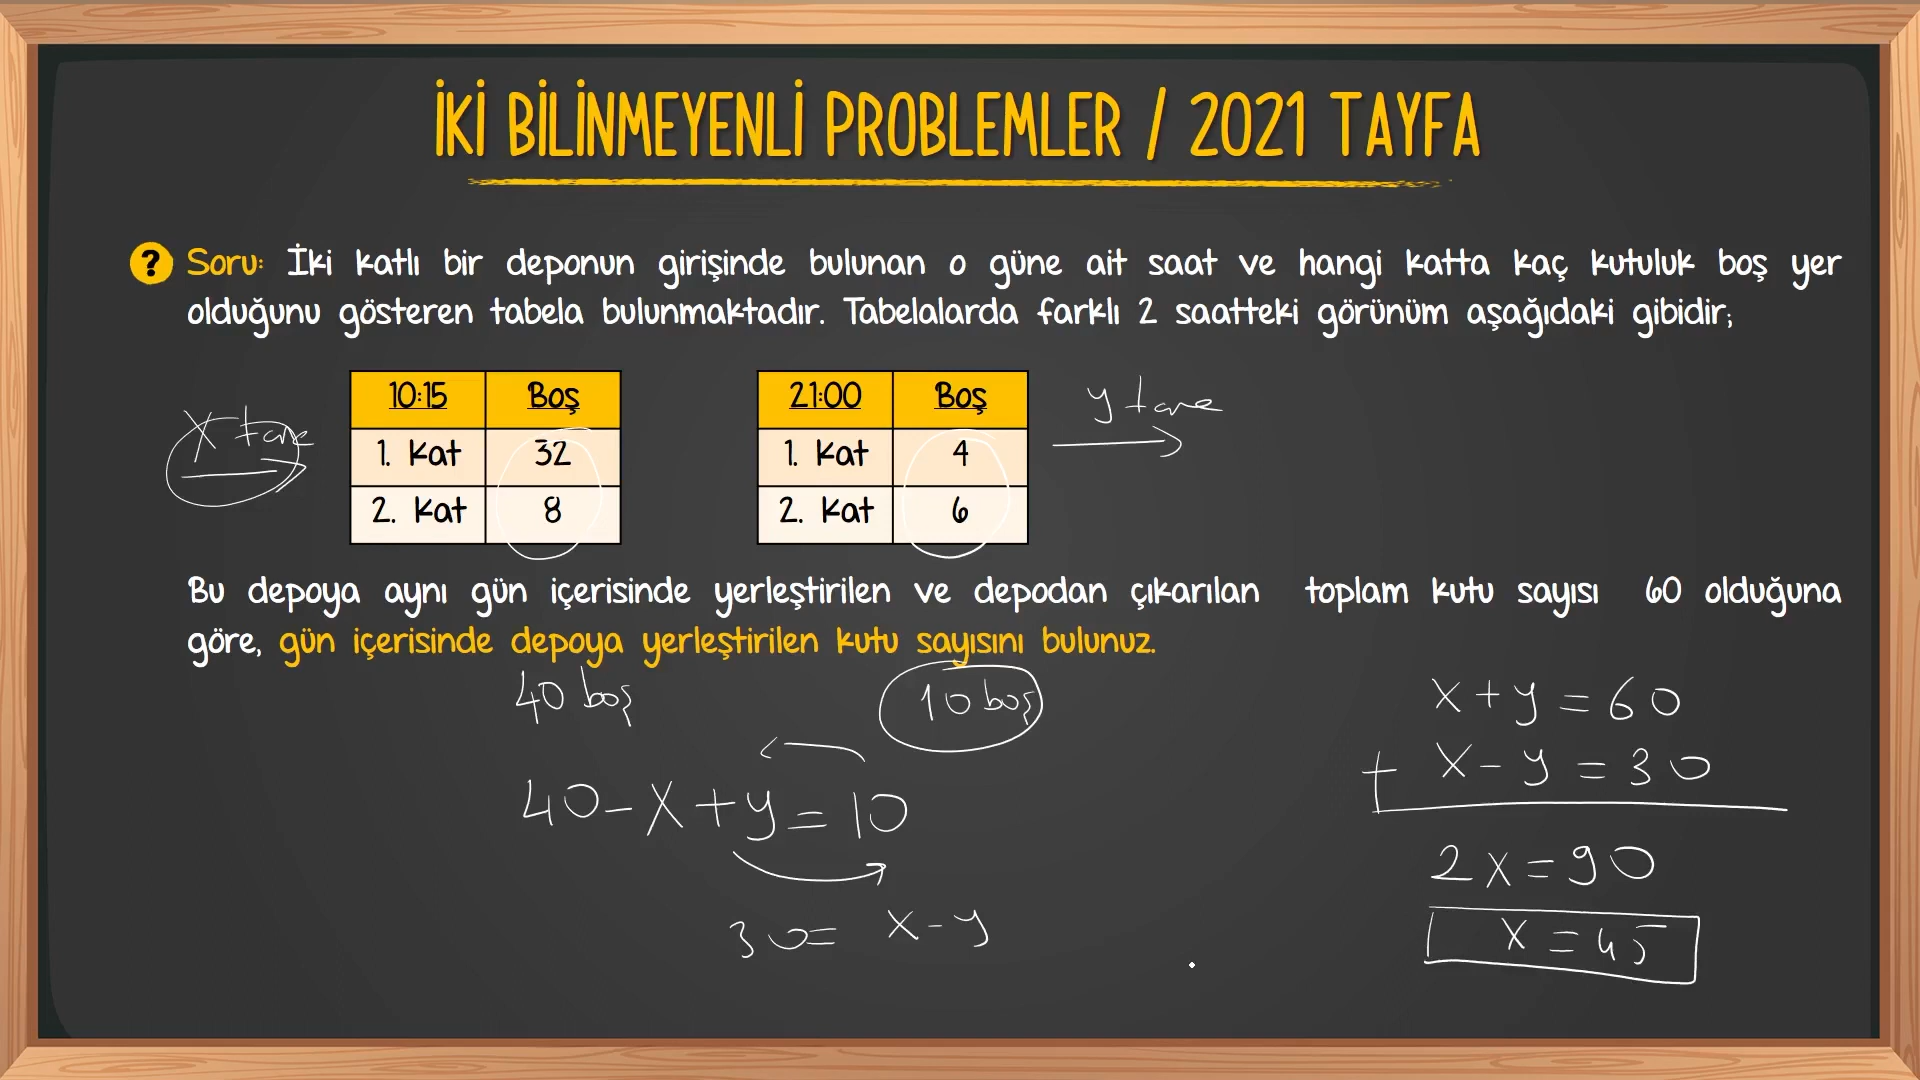 İKİ BİLİNMEYENLİ PROBLEMLER / 2021 TAYFA
? Soru: İki katlı bir deponun girişinde bulunan o güne ait saat ve hangi katta kaç kutuluk boş yer
olduğunu gösteren tabela bulunmaktadır. Tabelalarda farklı 2 saatteki görünüm aşağıdaki gibidir;
x tane
10:15 Boş
1. Kat 32
2. Kat 8
21:00 Boş
1. Kat 4
2. Kat 6
y tane
Bu depoya aynı gün içerisinde yerleştirilen ve depodan çıkarılan toplam kutu sayısı 60 olduğuna
göre, gün içerisinde depoya yerleştirilen kutu sayısını bulunuz.
40 boş
10 boş
40-x+y=10
30= x-y
x+y=60
+ x-y=30
2x=90
x=45